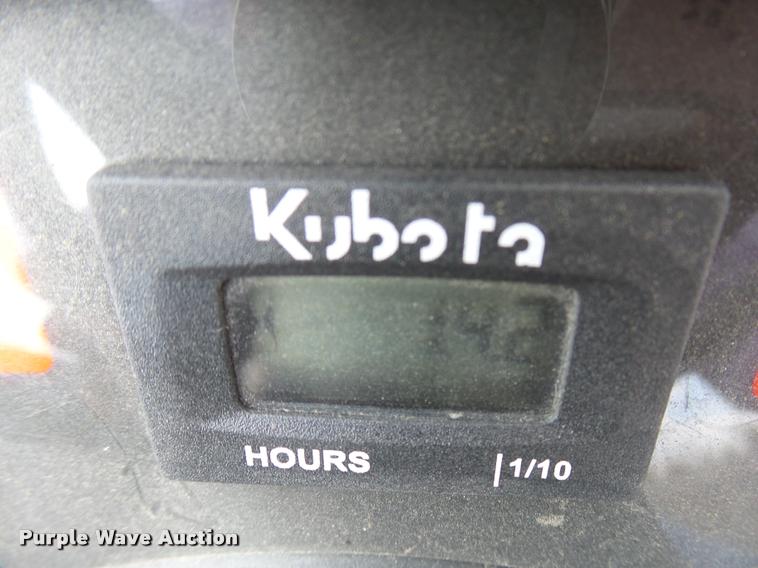 Kubota
HOURS
1/10
Purple Wave Auction